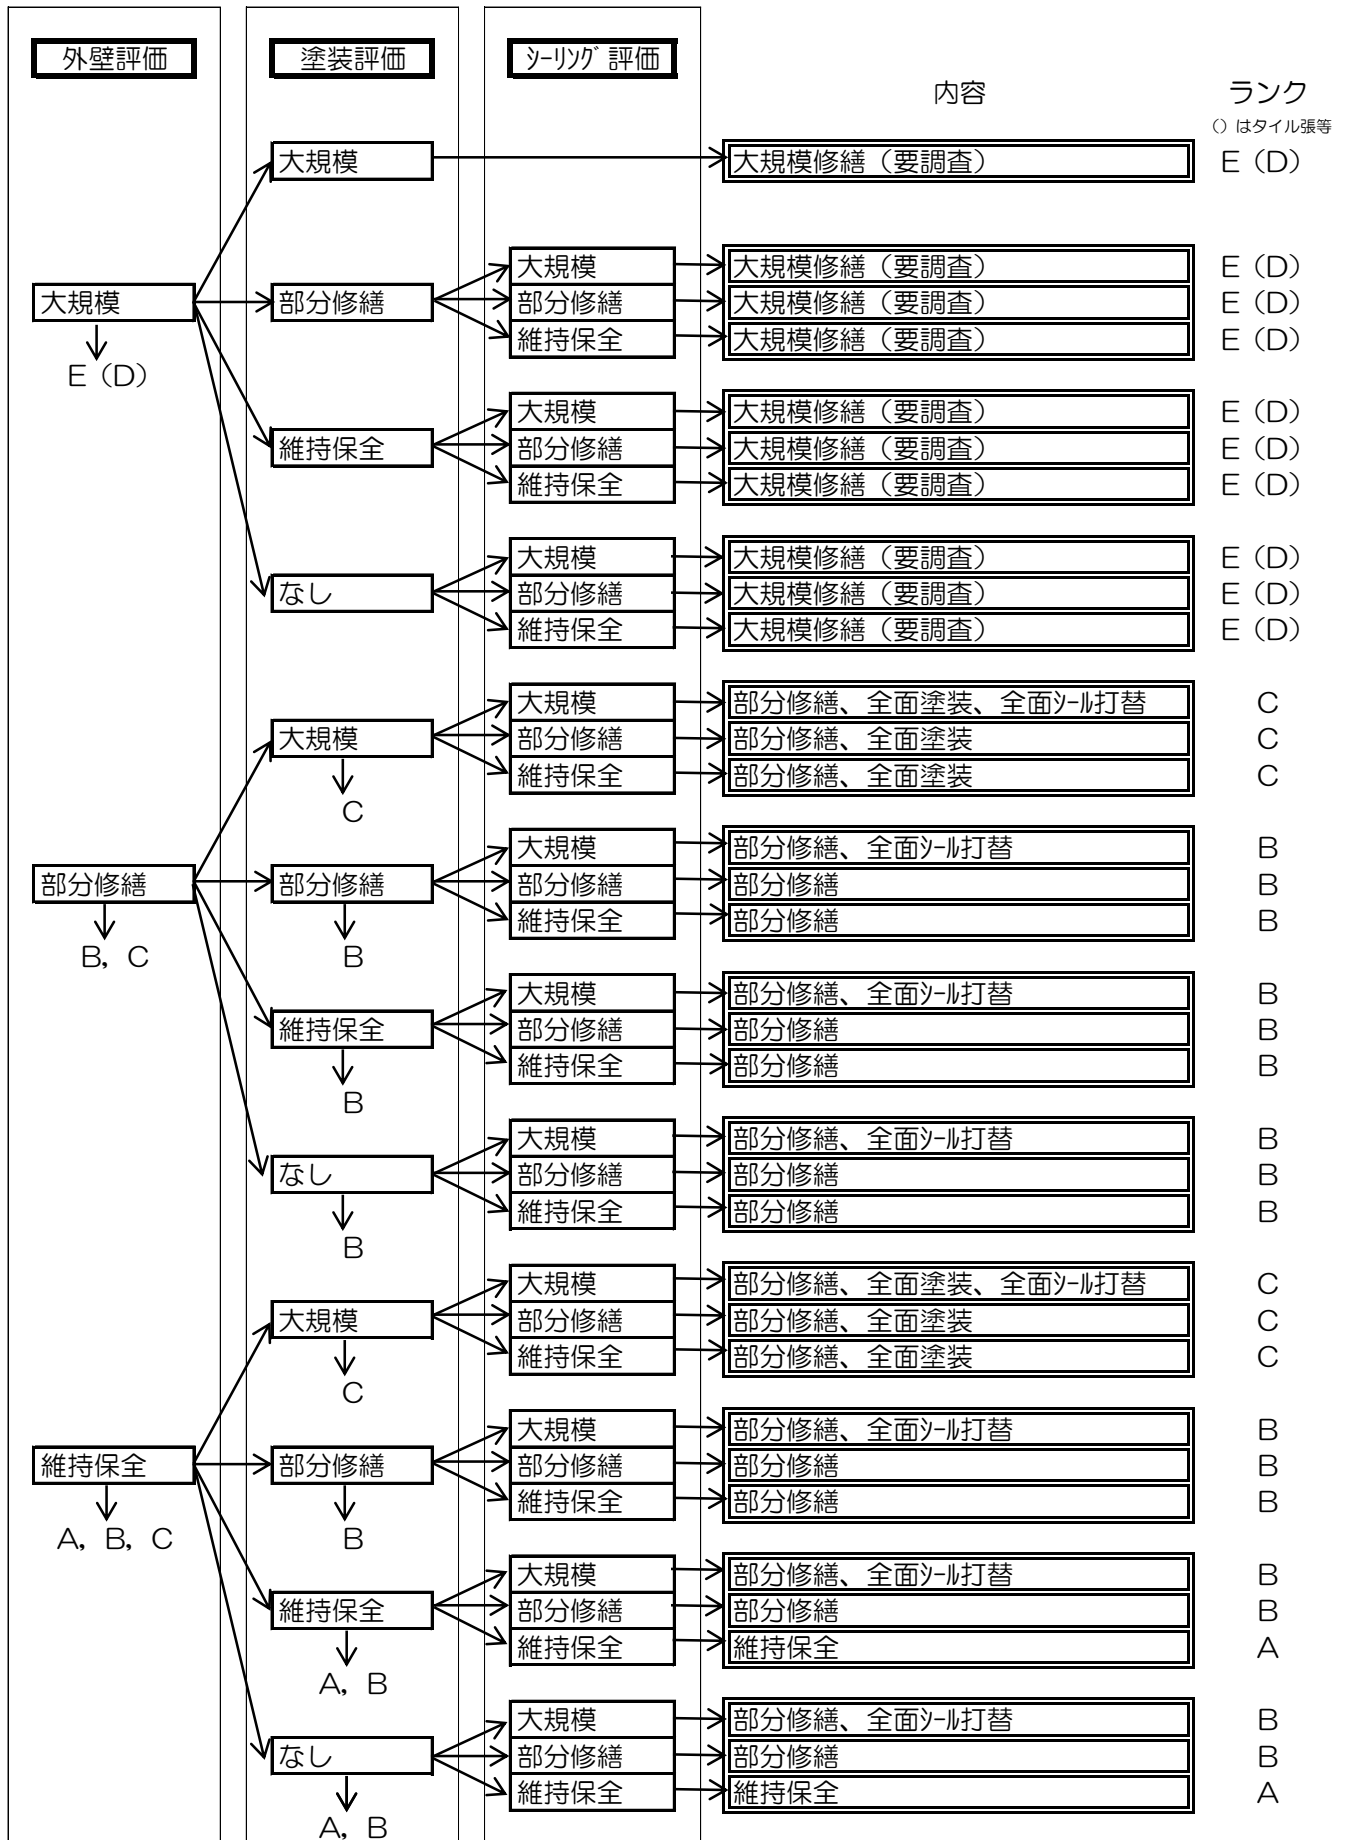 外壁評価 塗装評価 ｼｰﾘﾝｸﾞ評価
内容 ランク
() はタイル張等
大規模 大規模修繕（要調査） E（D）
大規模 大規模修繕（要調査） E（D）
大規模 部分修繕 部分修繕 大規模修繕（要調査） E（D）
維持保全 大規模修繕（要調査） E（D）
E（D）
大規模 大規模修繕（要調査） E（D）
維持保全 部分修繕 大規模修繕（要調査） E（D）
維持保全 大規模修繕（要調査） E（D）
大規模 大規模修繕（要調査） E（D）
なし 部分修繕 大規模修繕（要調査） E（D）
維持保全 大規模修繕（要調査） E（D）
大規模 部分修繕、全面塗装、全面ｼｰﾙ打替 C
大規模 部分修繕 部分修繕、全面塗装 C
維持保全 部分修繕、全面塗装 C
C
大規模 部分修繕、全面ｼｰﾙ打替 B
部分修繕 部分修繕 部分修繕 部分修繕 B
維持保全 部分修繕 B
B, C B
大規模 部分修繕、全面ｼｰﾙ打替 B
維持保全 部分修繕 部分修繕 B
維持保全 部分修繕 B
B
大規模 部分修繕、全面ｼｰﾙ打替 B
なし 部分修繕 部分修繕 B
維持保全 部分修繕 B
B
大規模 部分修繕、全面塗装、全面ｼｰﾙ打替 C
大規模 部分修繕 部分修繕、全面塗装 C
維持保全 部分修繕、全面塗装 C
C
大規模 部分修繕、全面ｼｰﾙ打替 B
維持保全 部分修繕 部分修繕 部分修繕 B
維持保全 部分修繕 B
A, B, C B
大規模 部分修繕、全面ｼｰﾙ打替 B
維持保全 部分修繕 部分修繕 B
維持保全 維持保全 A
A, B
大規模 部分修繕、全面ｼｰﾙ打替 B
なし 部分修繕 部分修繕 B
維持保全 維持保全 A
A, B